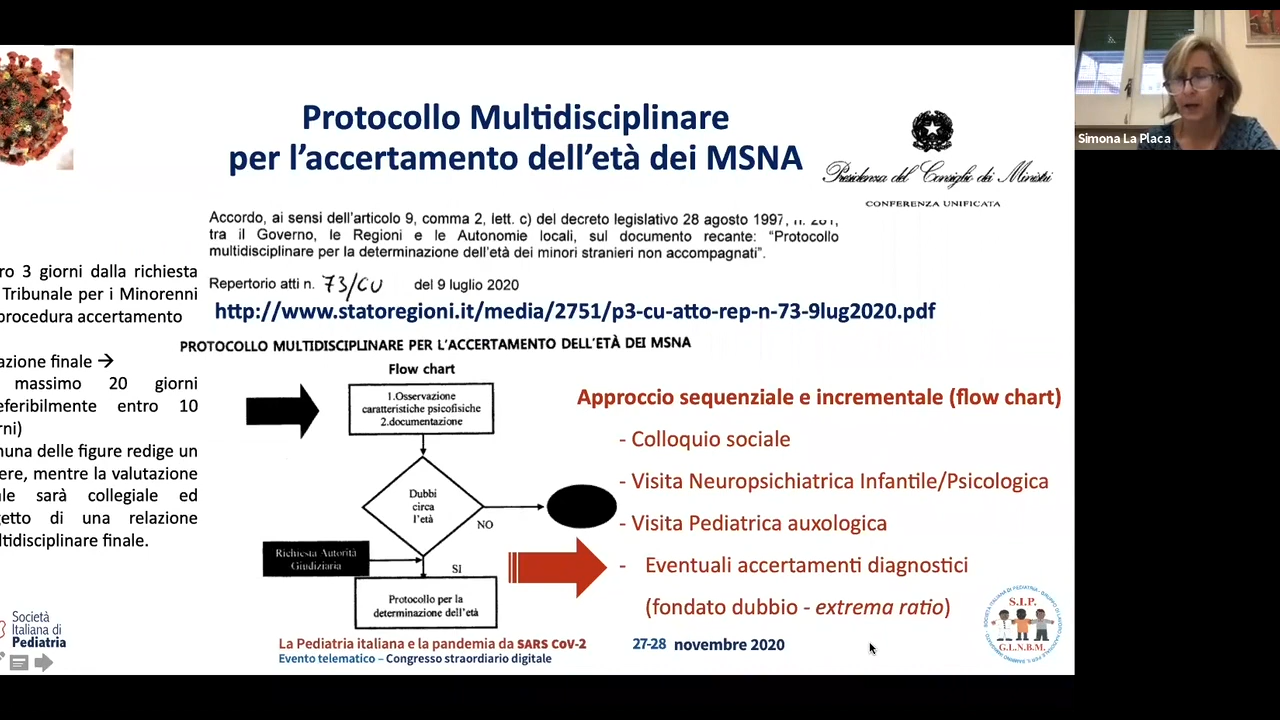 Simona La Placa
Protocollo Multidisciplinare
per l'accertamento dell'età dei MSNA
Presidenza del Consiglio dei Ministri
CONFERENZA UNIFICATA
Accordo, ai sensi dell'articolo 9, comma 2, lett. c) del decreto legislativo 28 agosto 1997, n. 281,
tra il Governo, le Regioni e le Autonomie locali, sul documento recante: "Protocollo
multidisciplinare per la determinazione dell'età dei minori stranieri non accompagnati".
Repertorio atti n. 73/CU del 9 luglio 2020
http://www.statoregioni.it/media/2751/p3-cu-atto-rep-n-73-9lug2020.pdf
ro 3 giorni dalla richiesta
Tribunale per i Minorenni
procedura accertamento
azione finale →
massimo 20 giorni
eferibilmente entro 10
rni)
una delle figure redige un
ere, mentre la valutazione
le sarà collegiale ed
getto di una relazione
ltidisciplinare finale.
PROTOCOLLO MULTIDISCIPLINARE PER L'ACCERTAMENTO DELL'ETÀ DEI MSNA
Flow chart
1.Osservazione
caratteristiche psicofisiche
2.documentazione
Dubbi
circa
l'età
NO
Richiesta Autorità
Giudiziaria
SI
Protocollo per la
determinazione dell'età
Approccio sequenziale e incrementale (flow chart)
- Colloquio sociale
- Visita Neuropsichiatrica Infantile/Psicologica
- Visita Pediatrica auxologica
- Eventuali accertamenti diagnostici
(fondato dubbio - extrema ratio)
Società
Italiana di
Pediatria
La Pediatria italiana e la pandemia da SARS CoV-2
Evento telematico – Congresso straordiario digitale
27-28 novembre 2020
S.I.P.
G.L.N.B.M.